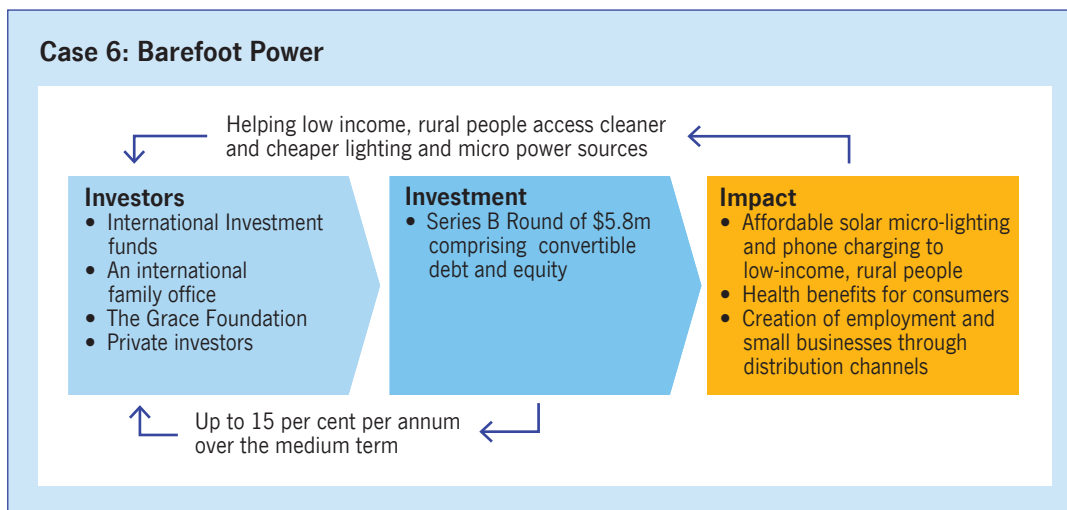 Case 6: Barefoot Power
Helping low income, rural people access cleaner
and cheaper lighting and micro power sources
Investors
• International Investment
funds
• An international
family office
• The Grace Foundation
• Private investors
Investment
• Series B Round of $5.8m
comprising convertible
debt and equity
Impact
• Affordable solar micro-lighting
and phone charging to
low-income, rural people
• Health benefits for consumers
• Creation of employment and
small businesses through
distribution channels
Up to 15 per cent per annum
over the medium term